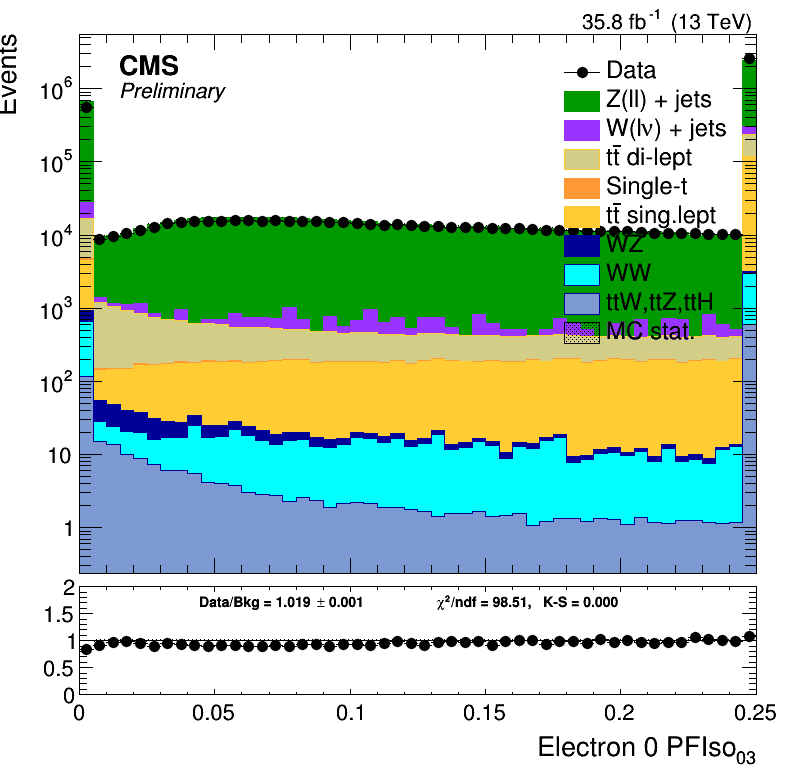 35.8 fb⁻¹ (13 TeV)
Events
CMS
Preliminary
Data
Z(ll) + jets
W(lν) + jets
tt̄ di-lept
Single-t
tt̄ sing.lept
WZ
WW
ttW,ttZ,ttH
MC stat.
10⁶
10⁵
10⁴
10³
10²
10
1
Data/Bkg = 1.019 ± 0.001 χ²/ndf = 98.51, K-S = 0.000
2
1.5
1
0.5
0
0 0.05 0.1 0.15 0.2 0.25
Electron 0 PFIso₀₃